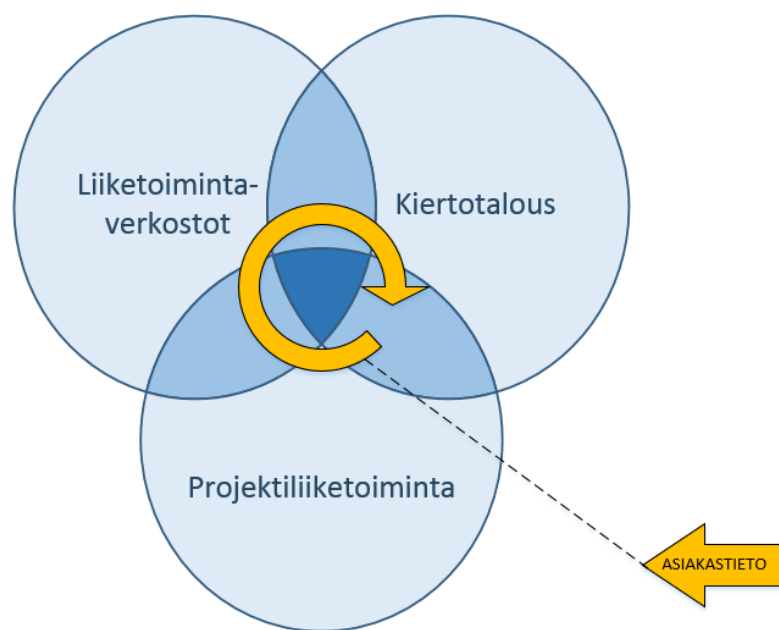 Liiketoiminta-
verkostot
Kiertotalous
Projektiliiketoiminta
ASIAKASTIETO